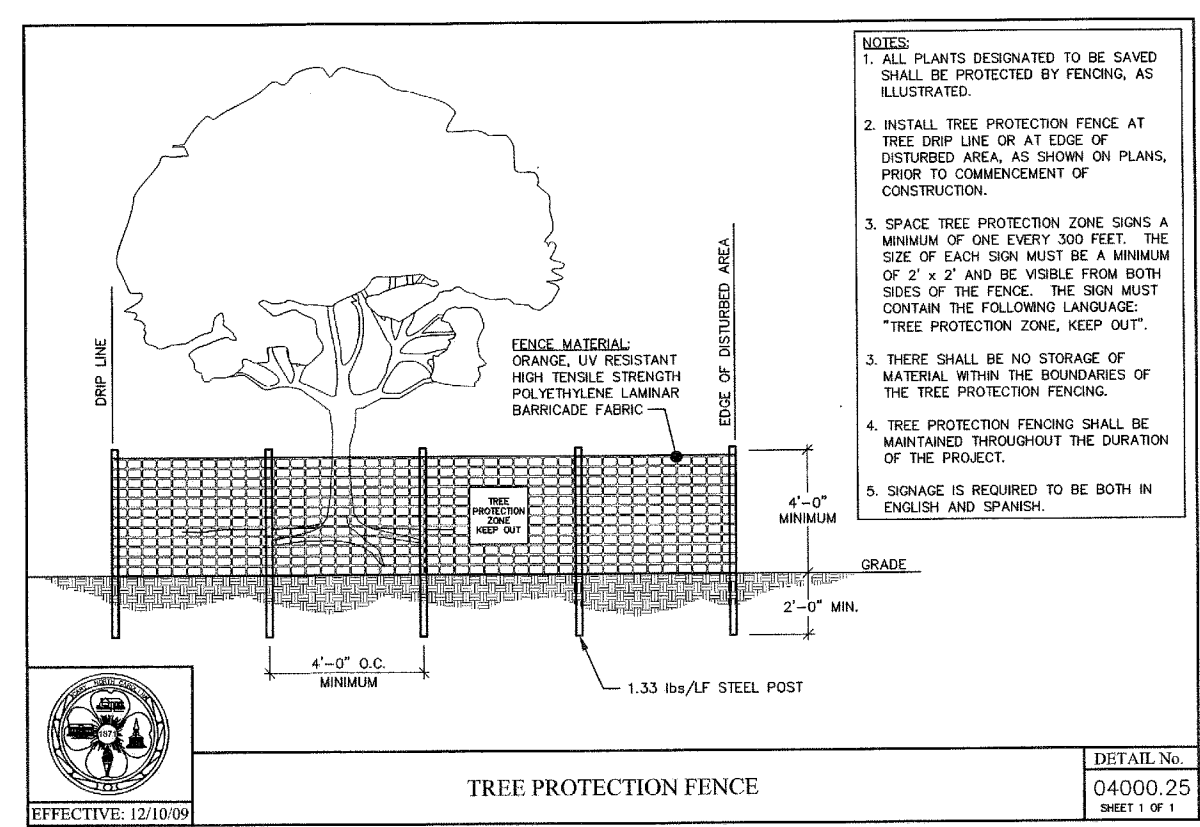 NOTES:
1. ALL PLANTS DESIGNATED TO BE SAVED
SHALL BE PROTECTED BY FENCING, AS
ILLUSTRATED.
2. INSTALL TREE PROTECTION FENCE AT
TREE DRIP LINE OR AT EDGE OF
DISTURBED AREA, AS SHOWN ON PLANS,
PRIOR TO COMMENCEMENT OF
CONSTRUCTION.
3. SPACE TREE PROTECTION ZONE SIGNS A
MINIMUM OF ONE EVERY 300 FEET. THE
SIZE OF EACH SIGN MUST BE A MINIMUM
OF 2' x 2' AND BE VISIBLE FROM BOTH
SIDES OF THE FENCE. THE SIGN MUST
CONTAIN THE FOLLOWING LANGUAGE:
"TREE PROTECTION ZONE, KEEP OUT".
3. THERE SHALL BE NO STORAGE OF
MATERIAL WITHIN THE BOUNDARIES OF
THE TREE PROTECTION FENCING.
4. TREE PROTECTION FENCING SHALL BE
MAINTAINED THROUGHOUT THE DURATION
OF THE PROJECT.
5. SIGNAGE IS REQUIRED TO BE BOTH IN
ENGLISH AND SPANISH.
DRIP LINE
FENCE MATERIAL:
ORANGE, UV RESISTANT
HIGH TENSILE STRENGTH
POLYETHYLENE LAMINAR
BARRICADE FABRIC
EDGE OF DISTURBED AREA
TREE
PROTECTION
ZONE
KEEP OUT
4'-0"
MINIMUM
GRADE
2'-0" MIN.
4'-0" O.C.
MINIMUM
1.33 lbs/LF STEEL POST
NORTH CAROLINA
1871
EFFECTIVE: 12/10/09
TREE PROTECTION FENCE
DETAIL No.
04000.25
SHEET 1 OF 1